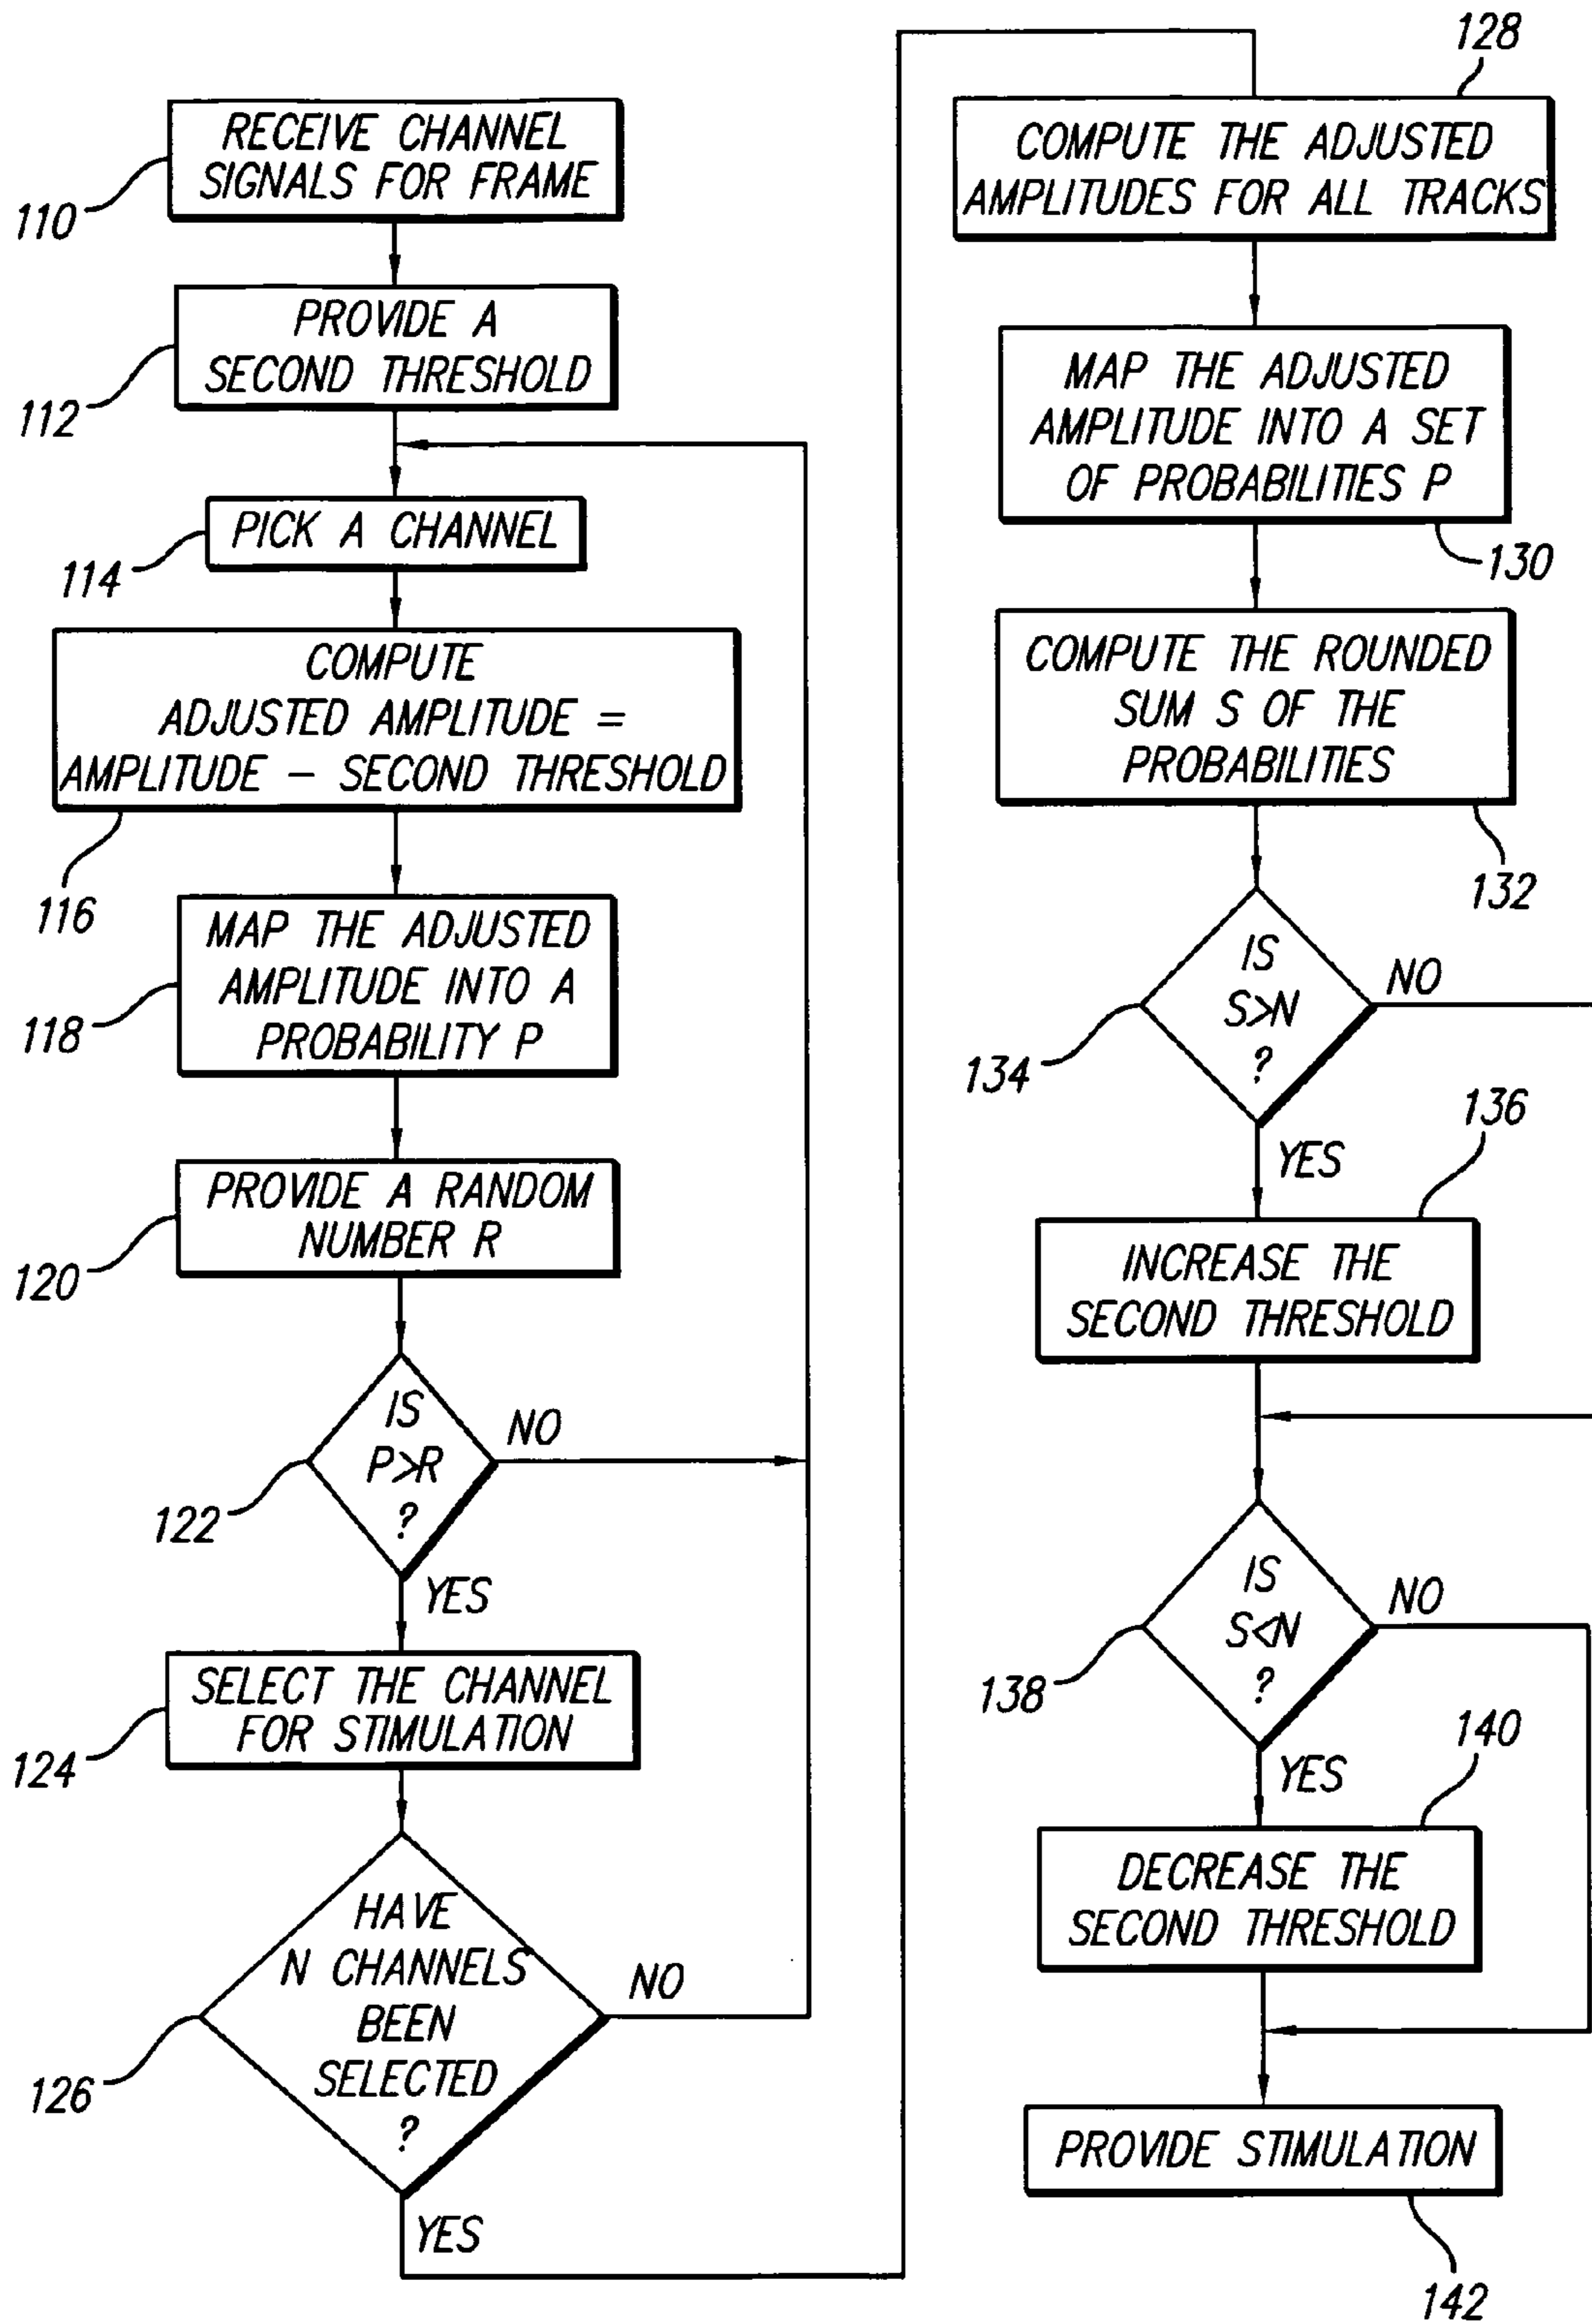 RECEIVE CHANNEL
SIGNALS FOR FRAME
110
PROVIDE A
SECOND THRESHOLD
112
PICK A CHANNEL
114
COMPUTE
ADJUSTED AMPLITUDE =
AMPLITUDE – SECOND THRESHOLD
116
MAP THE ADJUSTED
AMPLITUDE INTO A
PROBABILITY P
118
PROVIDE A RANDOM
NUMBER R
120
IS
P>R
?
NO
122
YES
SELECT THE CHANNEL
FOR STIMULATION
124
HAVE
N CHANNELS
BEEN
SELECTED
?
NO
126
YES
128
COMPUTE THE ADJUSTED
AMPLITUDES FOR ALL TRACKS
MAP THE ADJUSTED
AMPLITUDE INTO A SET
OF PROBABILITIES P
130
COMPUTE THE ROUNDED
SUM S OF THE
PROBABILITIES
132
IS
S>N
?
NO
134
YES
136
INCREASE THE
SECOND THRESHOLD
IS
S<N
?
NO
138
YES
140
DECREASE THE
SECOND THRESHOLD
PROVIDE STIMULATION
142